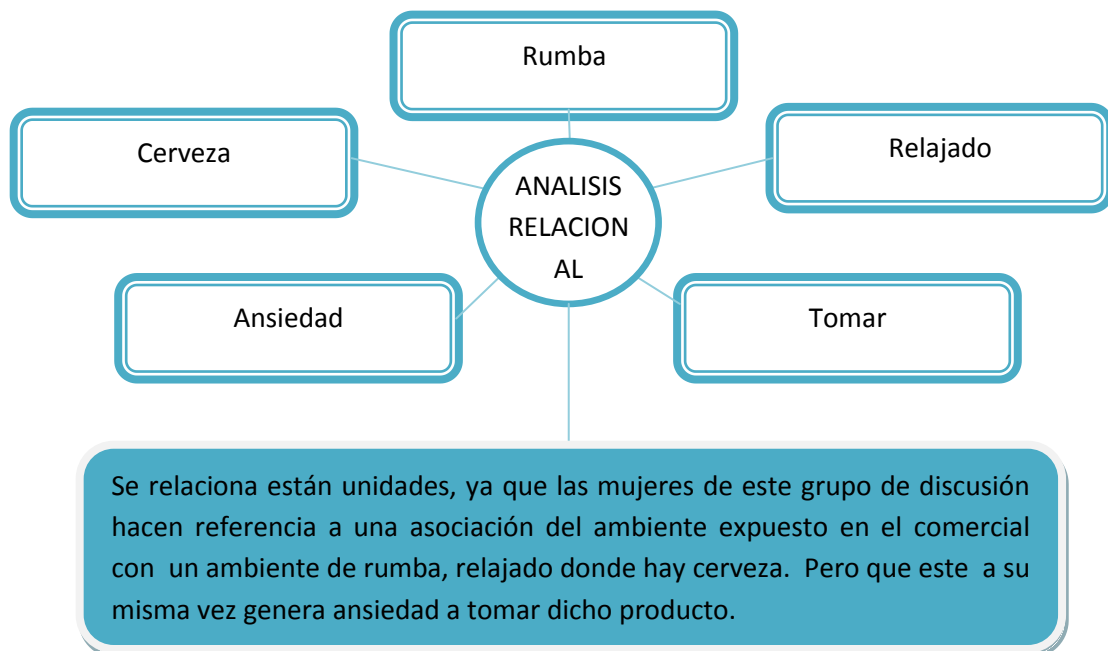 Rumba
Cerveza
Relajado
ANALISIS
RELACION
AL
Ansiedad
Tomar
Se relaciona están unidades, ya que las mujeres de este grupo de discusión
hacen referencia a una asociación del ambiente expuesto en el comercial
con un ambiente de rumba, relajado donde hay cerveza. Pero que este a su
misma vez genera ansiedad a tomar dicho producto.